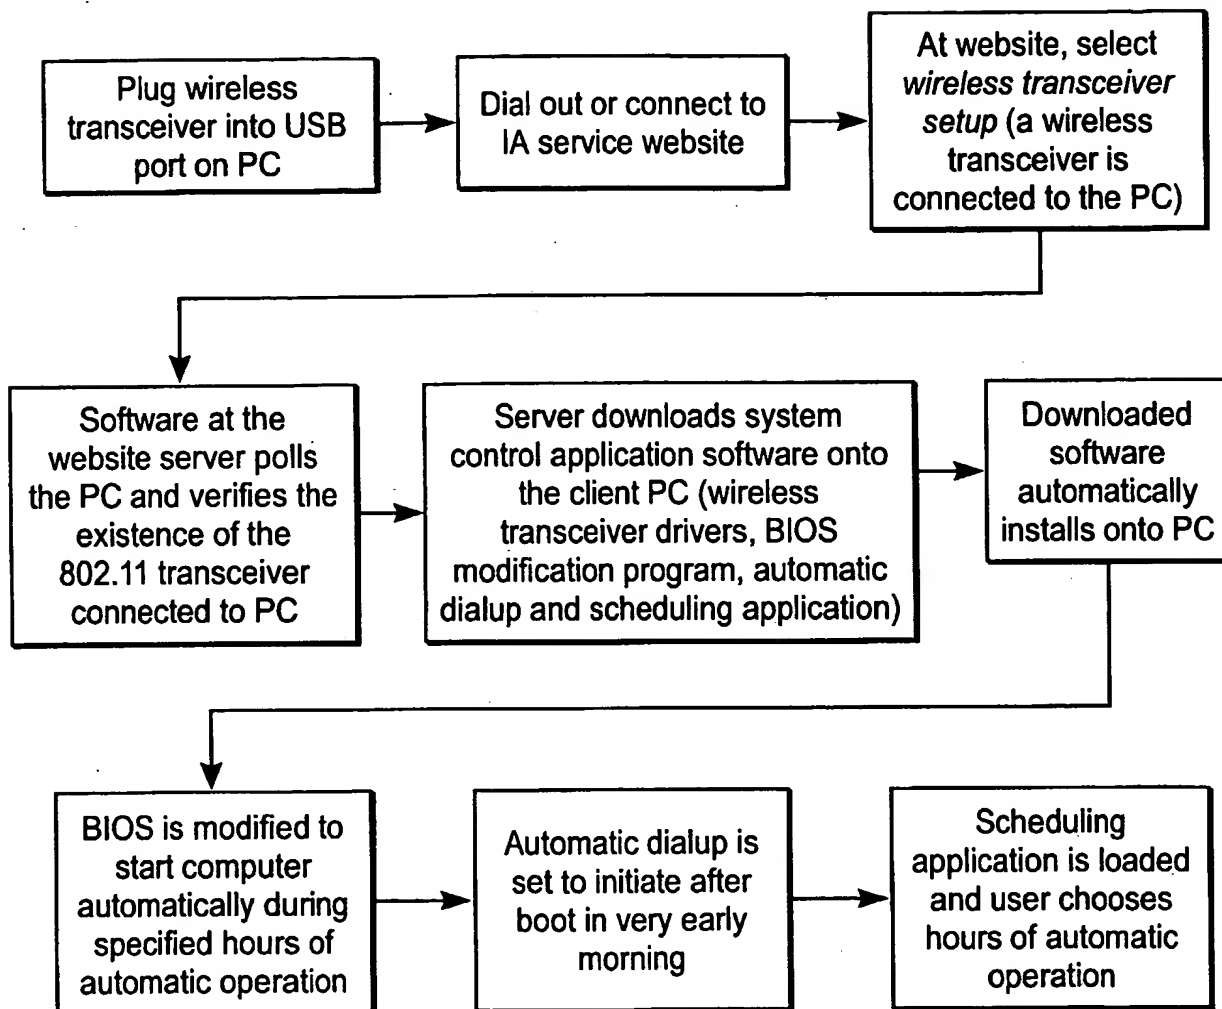 Plug wireless
transceiver into USB
port on PC
Dial out or connect to
IA service website
At website, select
wireless transceiver
setup (a wireless
transceiver is
connected to the PC)
Software at the
website server polls
the PC and verifies the
existence of the
802.11 transceiver
connected to PC
Server downloads system
control application software onto
the client PC (wireless
transceiver drivers, BIOS
modification program, automatic
dialup and scheduling application)
Downloaded
software
automatically
installs onto PC
BIOS is modified to
start computer
automatically during
specified hours of
automatic operation
Automatic dialup is
set to initiate after
boot in very early
morning
Scheduling
application is loaded
and user chooses
hours of automatic
operation